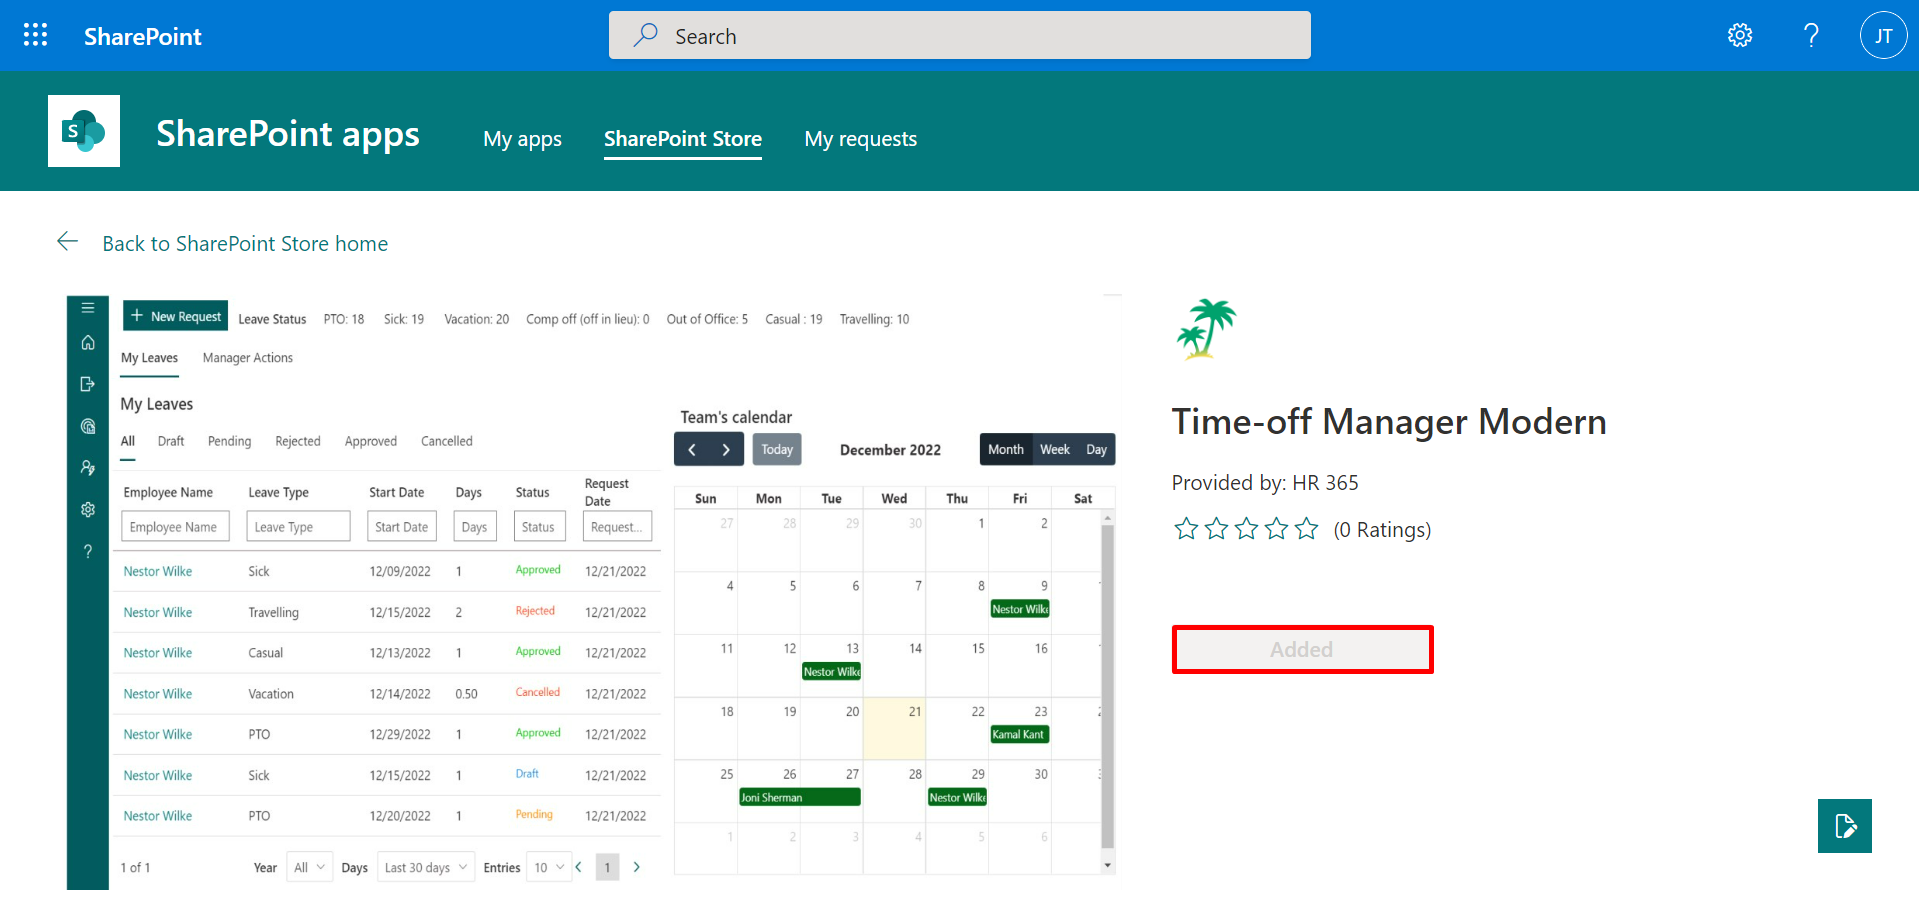 SharePoint
Search
JT
S
SharePoint apps
My apps
SharePoint Store
My requests
Back to SharePoint Store home
+ New Request
Leave Status PTO: 18 Sick: 19 Vacation: 20 Comp off (off in lieu): 0 Out of Office: 5 Casual : 19 Travelling: 10
My Leaves Manager Actions
My Leaves
All Draft Pending Rejected Approved Cancelled
Employee Name Leave Type Start Date Days Status Request Date
Employee Name Leave Type Start Date Days Status Request...
Nestor Wilke Sick 12/09/2022 1 Approved 12/21/2022
Nestor Wilke Travelling 12/15/2022 2 Rejected 12/21/2022
Nestor Wilke Casual 12/13/2022 1 Approved 12/21/2022
Nestor Wilke Vacation 12/14/2022 0.50 Cancelled 12/21/2022
Nestor Wilke PTO 12/29/2022 1 Approved 12/21/2022
Nestor Wilke Sick 12/15/2022 1 Draft 12/21/2022
Nestor Wilke PTO 12/20/2022 1 Pending 12/21/2022
1 of 1 Year All Days Last 30 days Entries 10 < 1 >
Team's calendar
< > Today December 2022 Month Week Day
Sun Mon Tue Wed Thu Fri Sat
27 28 29 30 1 2
4 5 6 7 8 9
Nestor Wilke
11 12 13 14 15 16
Nestor Wilke
18 19 20 21 22 23
Kamal Kant
25 26 27 28 29 30
Joni Sherman Nestor Wilke
1 2 3 4 5 6
Time-off Manager Modern
Provided by: HR 365
(0 Ratings)
Added